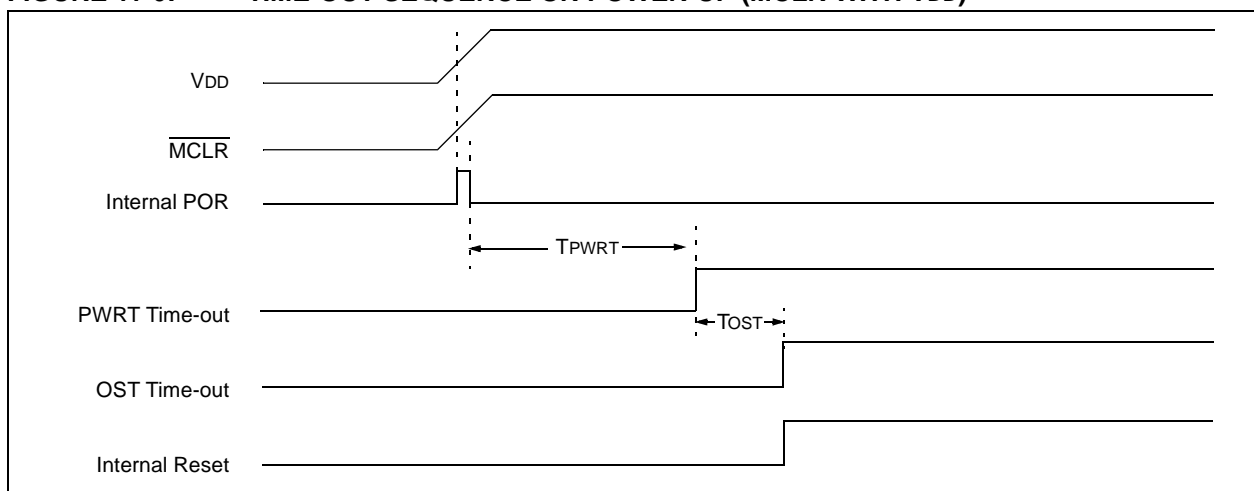 VDD
MCLR
Internal POR
TPWRT
PWRT Time-out
TOST
OST Time-out
Internal Reset